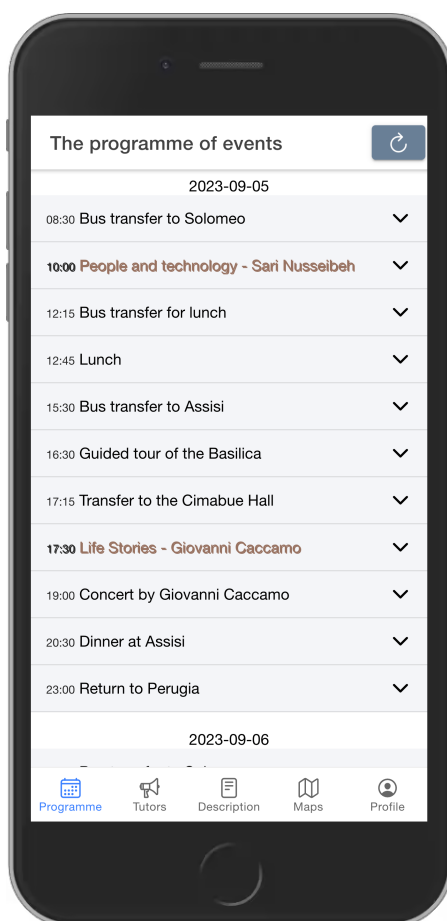 The programme of events
2023-09-05
08:30 Bus transfer to Solomeo
10:00 People and technology - Sari Nusseibeh
12:15 Bus transfer for lunch
12:45 Lunch
15:30 Bus transfer to Assisi
16:30 Guided tour of the Basilica
17:15 Transfer to the Cimabue Hall
17:30 Life Stories - Giovanni Caccamo
19:00 Concert by Giovanni Caccamo
20:30 Dinner at Assisi
23:00 Return to Perugia
2023-09-06
Programme Tutors Description Maps Profile